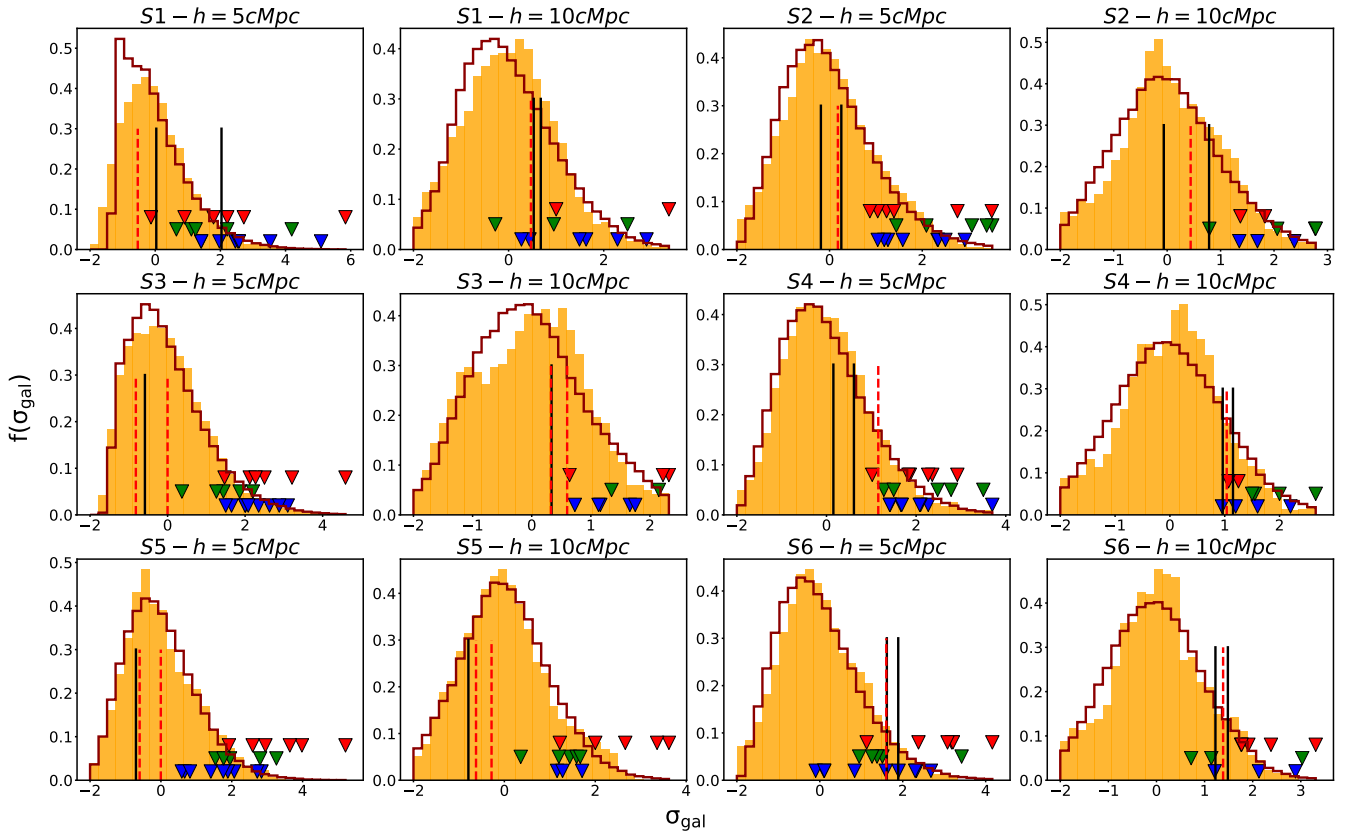 S1 − h = 5cMpc
S1 − h = 10cMpc
S2 − h = 5cMpc
S2 − h = 10cMpc
0.5
0.4
0.3
0.2
0.1
0.0
−2 0 2 4 6
0.4
0.3
0.2
0.1
0.0
−2 −1 0 1 2 3
0.4
0.3
0.2
0.1
0.0
−2 0 2
0.5
0.4
0.3
0.2
0.1
0.0
−2 −1 0 1 2 3
S3 − h = 5cMpc
S3 − h = 10cMpc
S4 − h = 5cMpc
S4 − h = 10cMpc
f(σgal)
0.4
0.3
0.2
0.1
0.0
−2 0 2 4
0.4
0.3
0.2
0.1
0.0
−2 −1 0 1 2
0.4
0.3
0.2
0.1
0.0
−2 0 2 4
0.5
0.4
0.3
0.2
0.1
0.0
−2 −1 0 1 2
S5 − h = 5cMpc
S5 − h = 10cMpc
S6 − h = 5cMpc
S6 − h = 10cMpc
0.5
0.4
0.3
0.2
0.1
0.0
−2 0 2 4
0.4
0.3
0.2
0.1
0.0
−2 0 2 4
0.4
0.3
0.2
0.1
0.0
−2 0 2 4
0.4
0.3
0.2
0.1
0.0
−2 −1 0 1 2 3
σgal